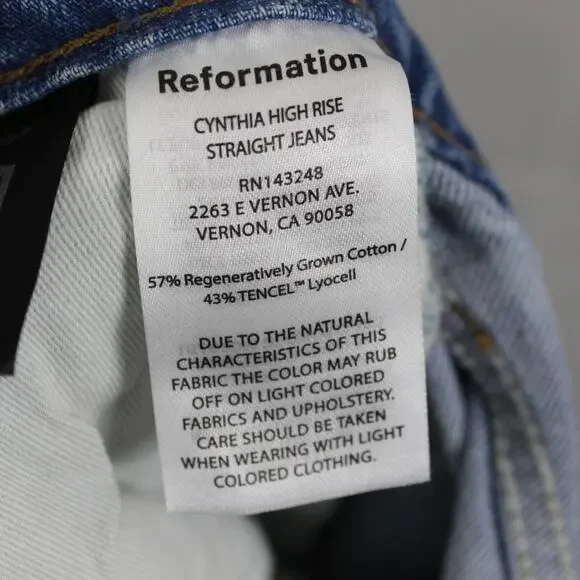 Reformation
CYNTHIA HIGH RISE
STRAIGHT JEANS
RN143248
2263 E VERNON AVE.
VERNON, CA 90058
57% Regeneratively Grown Cotton /
43% TENCEL™ Lyocell
DUE TO THE NATURAL
CHARACTERISTICS OF THIS
FABRIC THE COLOR MAY RUB
OFF ON LIGHT COLORED
FABRICS AND UPHOLSTERY.
CARE SHOULD BE TAKEN
WHEN WEARING WITH LIGHT
COLORED CLOTHING.